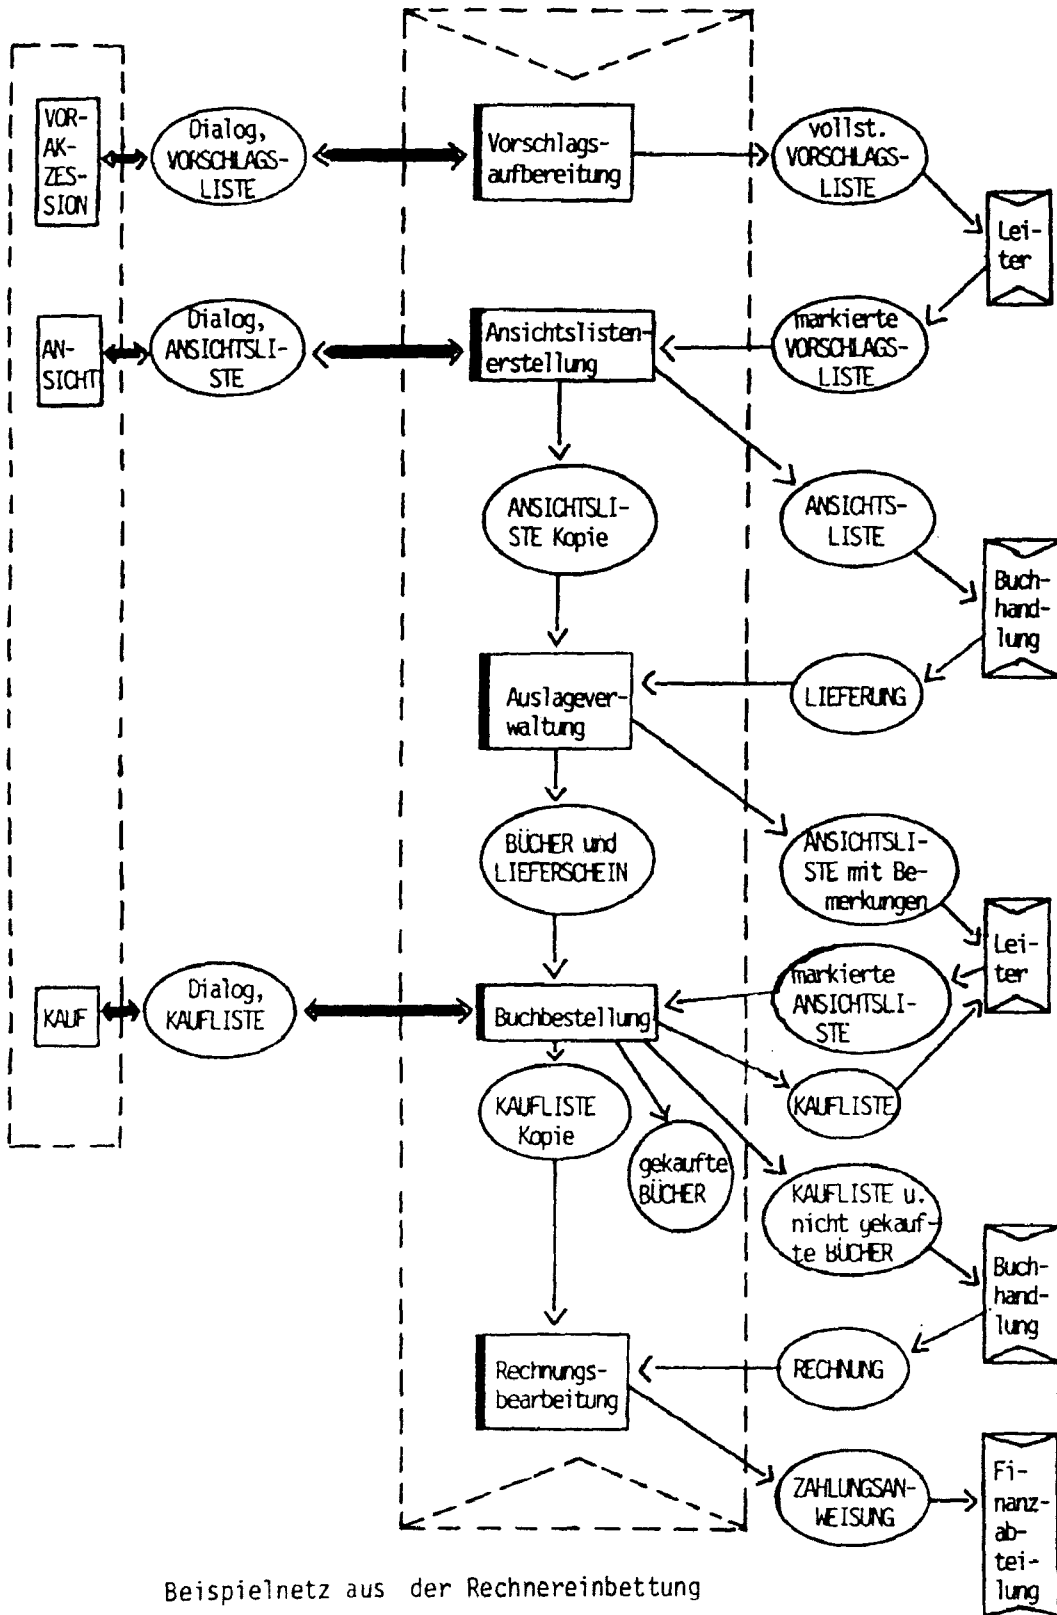 VOR-
AK-
ZES-
SION
Dialog,
VORSCHLAGS-
LISTE
Vorschlags-
aufbereitung
vollst.
VORSCHLAGS-
LISTE
Lei-
ter
AN-
SICHT
Dialog,
ANSICHTSLI-
STE
Ansichtslisten-
erstellung
markierte
VORSCHLAGS-
LISTE
ANSICHTSLI-
STE Kopie
ANSICHTS-
LISTE
Buch-
hand-
lung
Auslagever-
waltung
LIEFERUNG
BÜCHER und
LIEFERSCHEIN
ANSICHTSLI-
STE mit Be-
merkungen
Lei-
ter
KAUF
Dialog,
KAUFLISTE
Buchbestellung
markierte
ANSICHTSLI-
STE
KAUFLISTE
KAUFLISTE
Kopie
gekaufte
BÜCHER
KAUFLISTE u.
nicht gekauf-
te BÜCHER
Buch-
hand-
lung
Rechnungs-
bearbeitung
RECHNUNG
ZAHLUNGSAN-
WEISUNG
Fi-
nanz-
ab-
tei-
lung
Beispielnetz aus der Rechnereinbettung